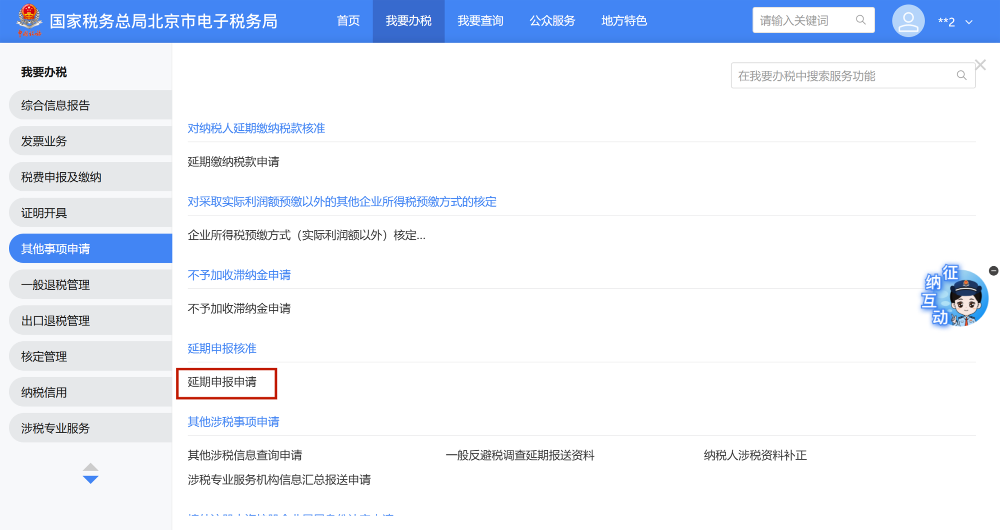 国家税务总局北京市电子税务局
首页
我要办税
我要查询
公众服务
地方特色
请输入关键词
**2
我要办税
综合信息报告
发票业务
税费申报及缴纳
证明开具
其他事项申请
一般退税管理
出口退税管理
核定管理
纳税信用
涉税专业服务
在我要办税中搜索服务功能
对纳税人延期缴纳税款核准
延期缴纳税款申请
对采取实际利润额预缴以外的其他企业所得税预缴方式的核定
企业所得税预缴方式（实际利润额以外）核定...
不予加收滞纳金申请
不予加收滞纳金申请
延期申报核准
延期申报申请
其他涉税事项申请
其他涉税信息查询申请
一般反避税调查延期报送资料
纳税人涉税资料补正
涉税专业服务机构信息汇总报送申请
征纳互动